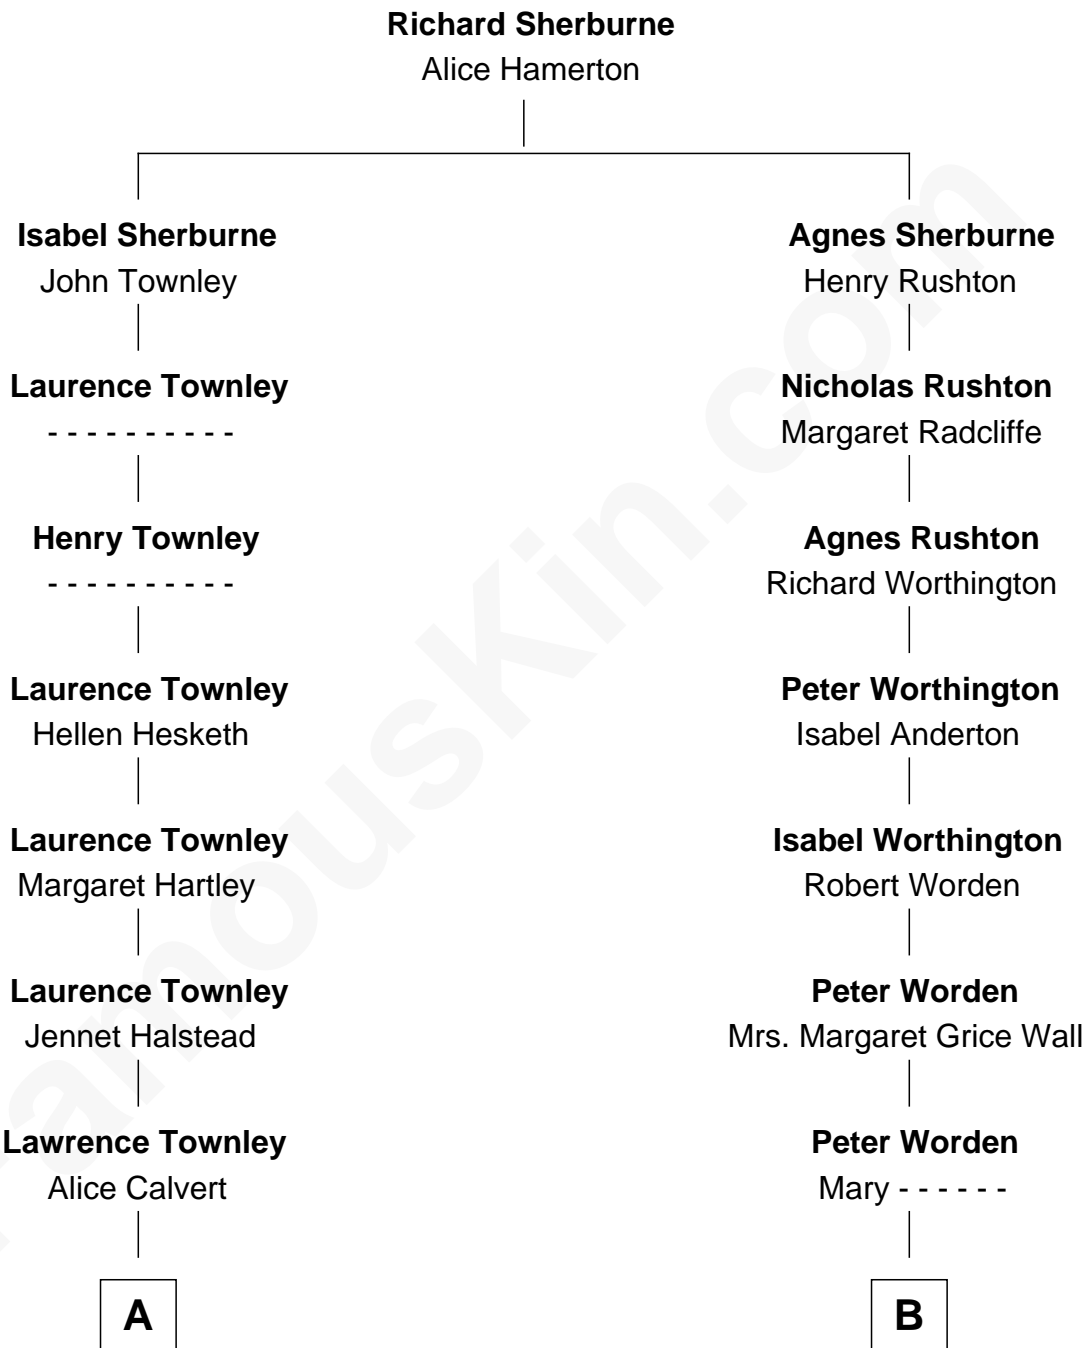 Richard Sherburne
Alice Hamerton
Isabel Sherburne
John Townley
Agnes Sherburne
Henry Rushton
Laurence Townley
- - - - - - - - - -
Nicholas Rushton
Margaret Radcliffe
Henry Townley
- - - - - - - - - -
Agnes Rushton
Richard Worthington
Laurence Townley
Hellen Hesketh
Peter Worthington
Isabel Anderton
Laurence Townley
Margaret Hartley
Isabel Worthington
Robert Worden
Laurence Townley
Jennet Halstead
Peter Worden
Mrs. Margaret Grice Wall
Lawrence Townley
Alice Calvert
Peter Worden
Mary - - - - - -
A
B
FamousKin.com